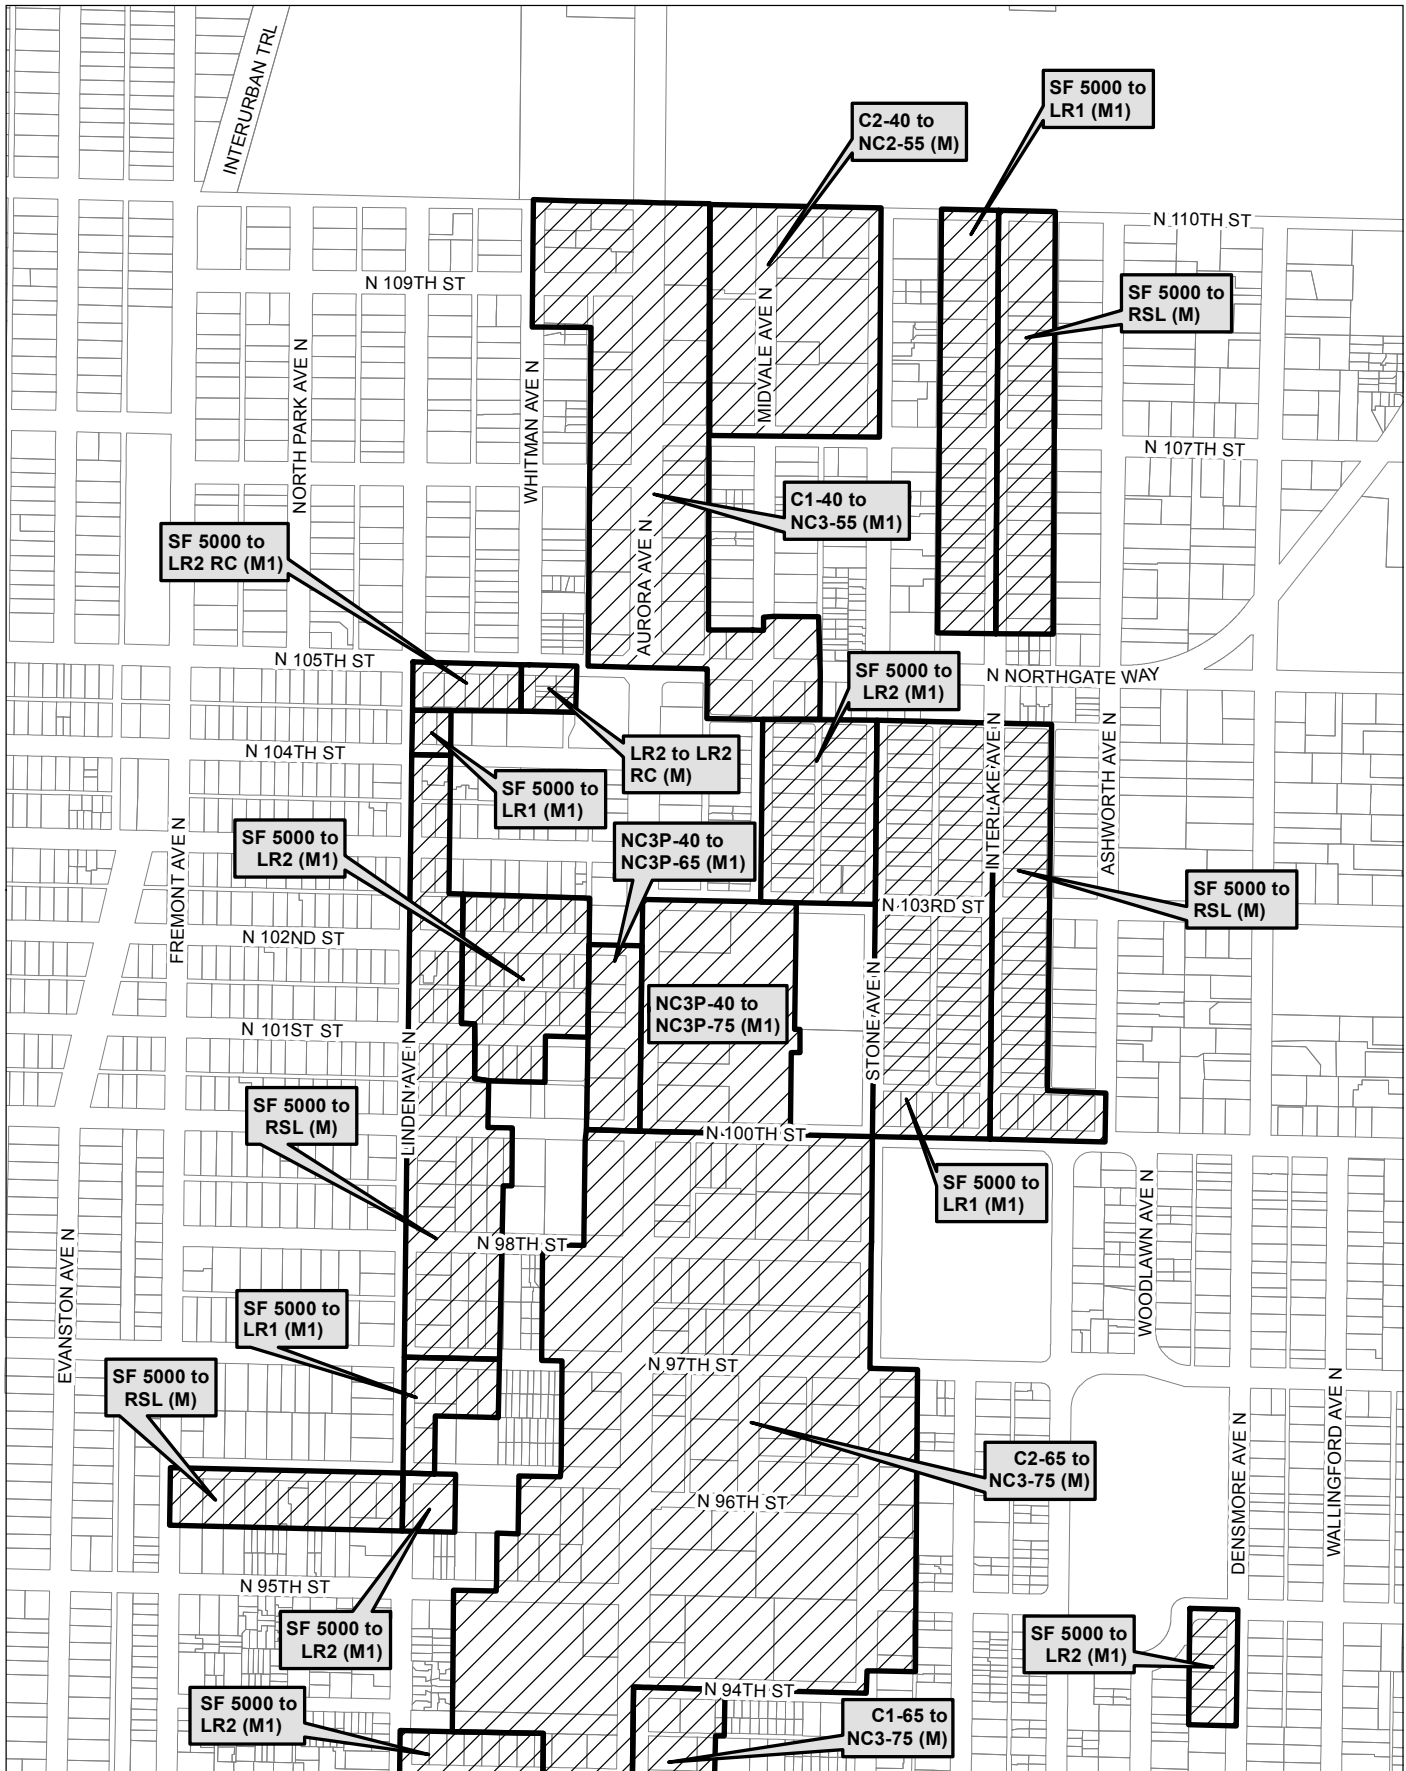 INTERURBAN TRL
SF 5000 to
LR1 (M1)
C2-40 to
NC2-55 (M)
N 110TH ST
N 109TH ST
SF 5000 to
RSL (M)
MIDVALE AVE N
NORTH PARK AVE N
WHITMAN AVE N
N 107TH ST
C1-40 to
NC3-55 (M1)
SF 5000 to
LR2 RC (M1)
AURORA AVE N
N 105TH ST
SF 5000 to
LR2 (M1)
N NORTHGATE WAY
N 104TH ST
LR2 to LR2
RC (M)
SF 5000 to
LR1 (M1)
INTERLAKE AVE N
ASHWORTH AVE N
FREMONT AVE N
SF 5000 to
LR2 (M1)
NC3P-40 to
NC3P-65 (M1)
SF 5000 to
RSL (M)
N 103RD ST
N 102ND ST
NC3P-40 to
NC3P-75 (M1)
STONE AVE N
N 101ST ST
LINDEN AVE N
SF 5000 to
RSL (M)
N 100TH ST
SF 5000 to
LR1 (M1)
WOODLAWN AVE N
EVANSTON AVE N
N 98TH ST
SF 5000 to
LR1 (M1)
N 97TH ST
SF 5000 to
RSL (M)
WALLINGFORD AVE N
DENSMORE AVE N
C2-65 to
NC3-75 (M)
N 96TH ST
N 95TH ST
SF 5000 to
LR2 (M1)
SF 5000 to
LR2 (M1)
N 94TH ST
SF 5000 to
LR2 (M1)
C1-65 to
NC3-75 (M)